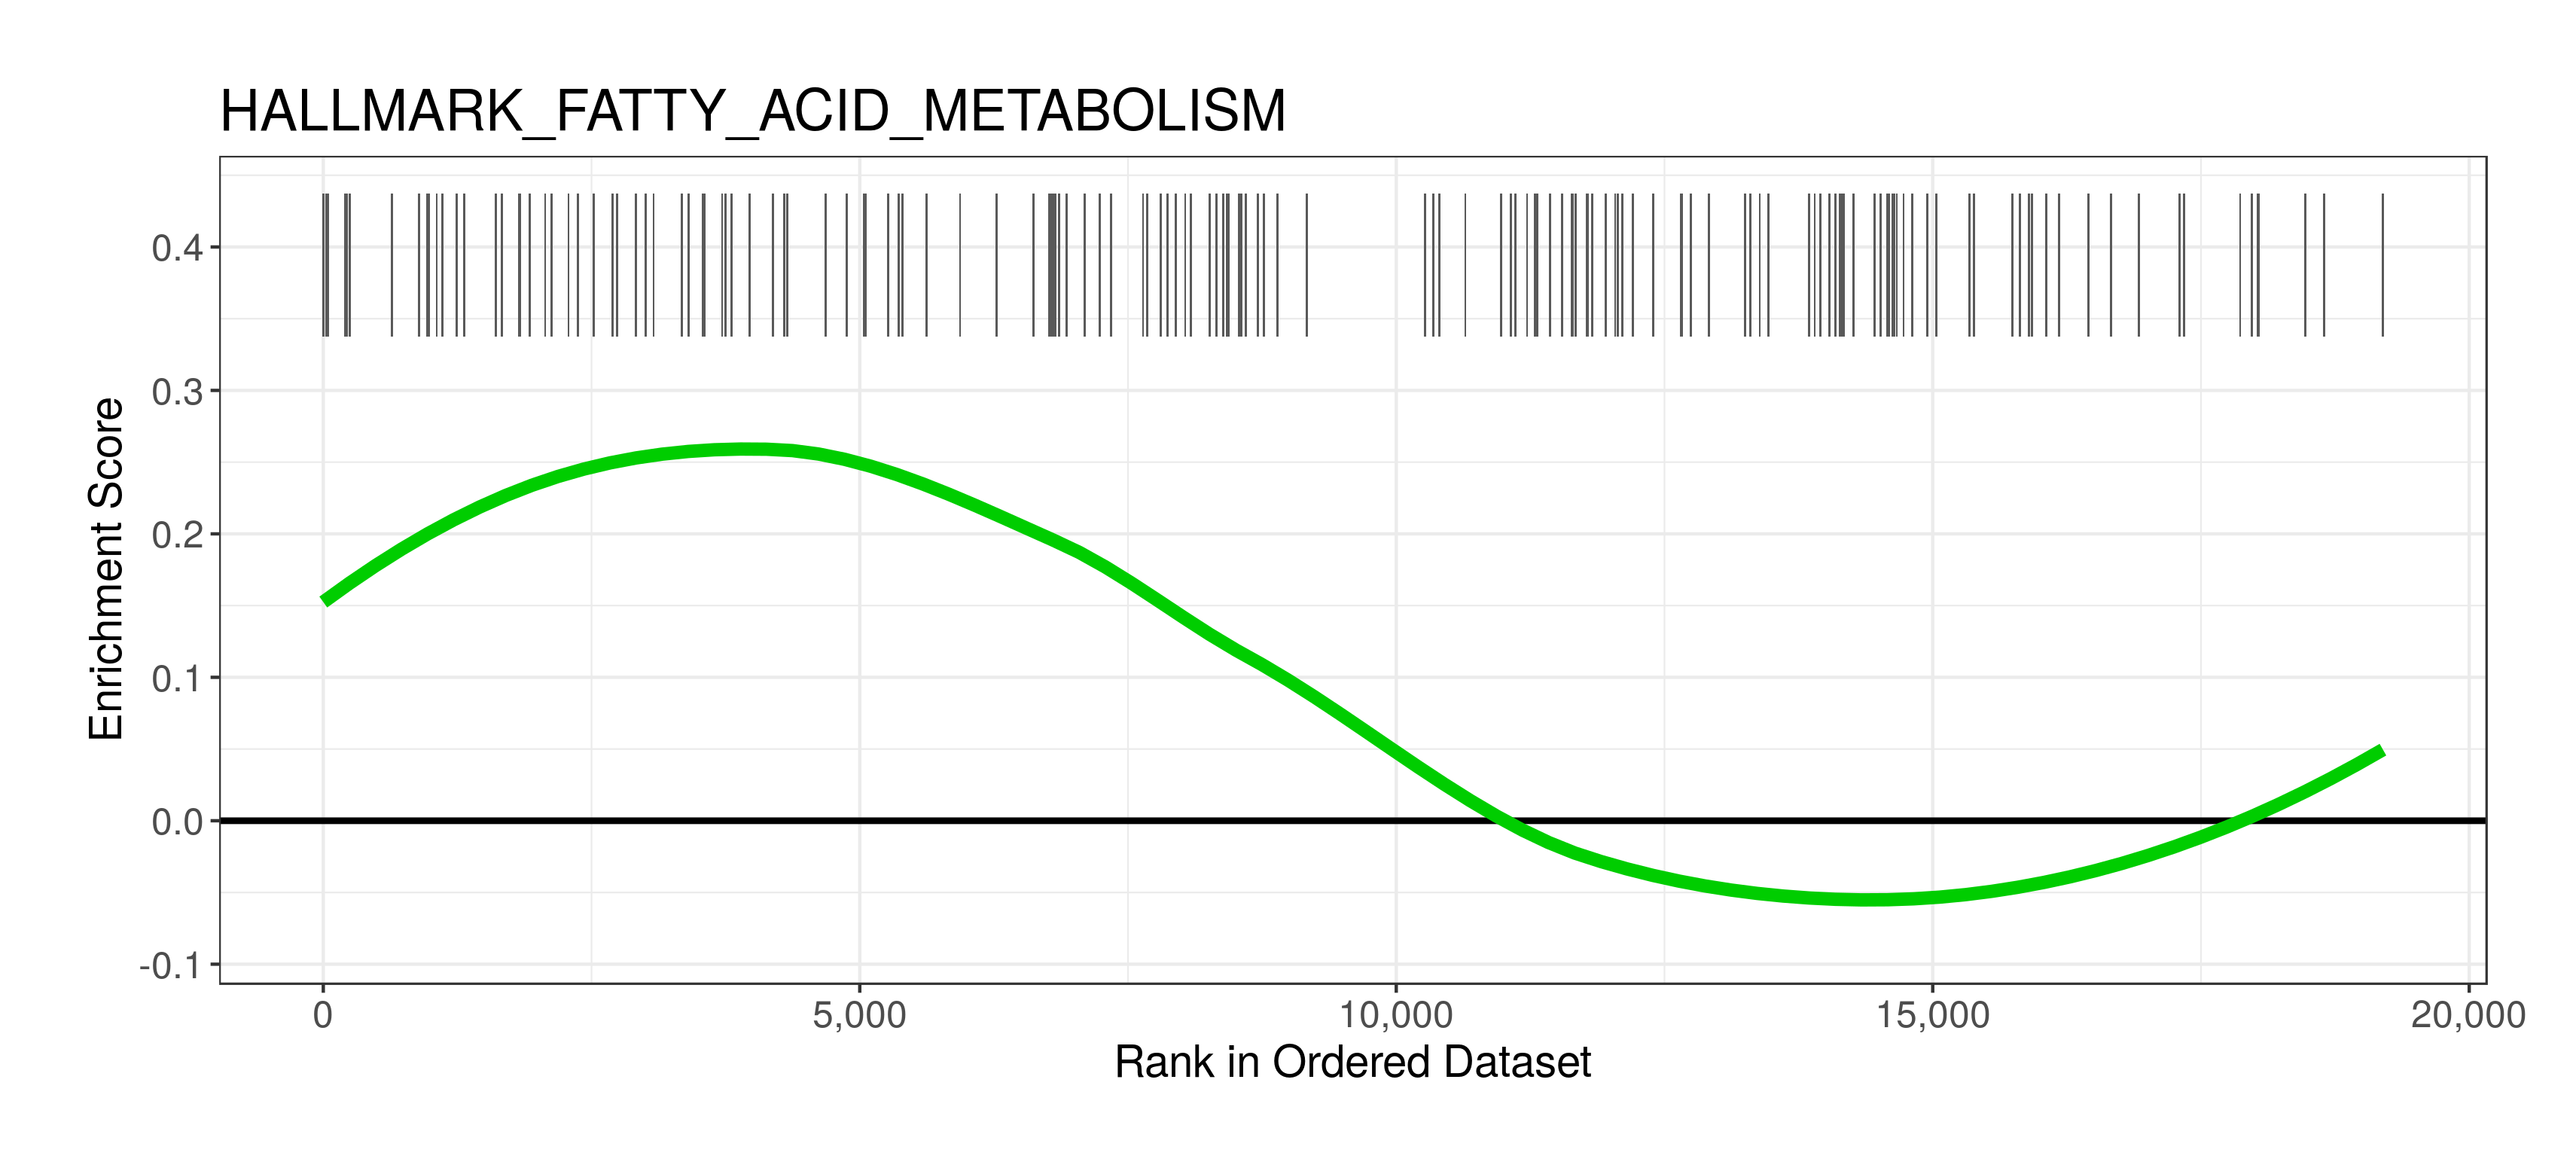 HALLMARK_FATTY_ACID_METABOLISM
Enrichment Score
0.4
0.3
0.2
0.1
0.0
-0.1
0 5,000 10,000 15,000 20,000
Rank in Ordered Dataset